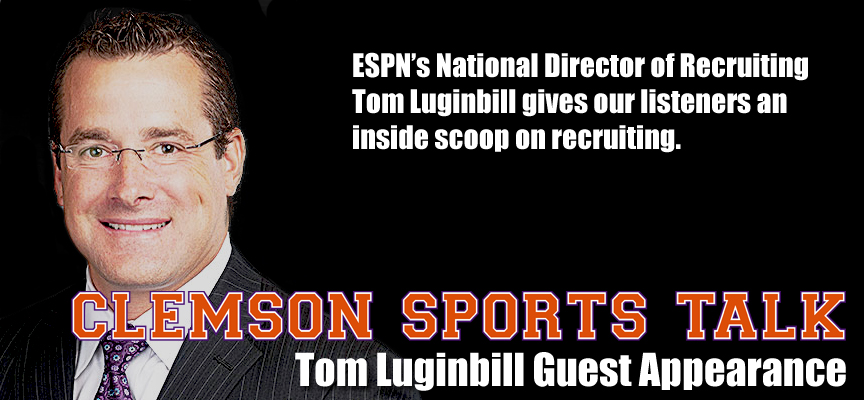 ESPN’s National Director of Recruiting
Tom Luginbill gives our listeners an
inside scoop on recruiting.
CLEMSON SPORTS TALK
Tom Luginbill Guest Appearance